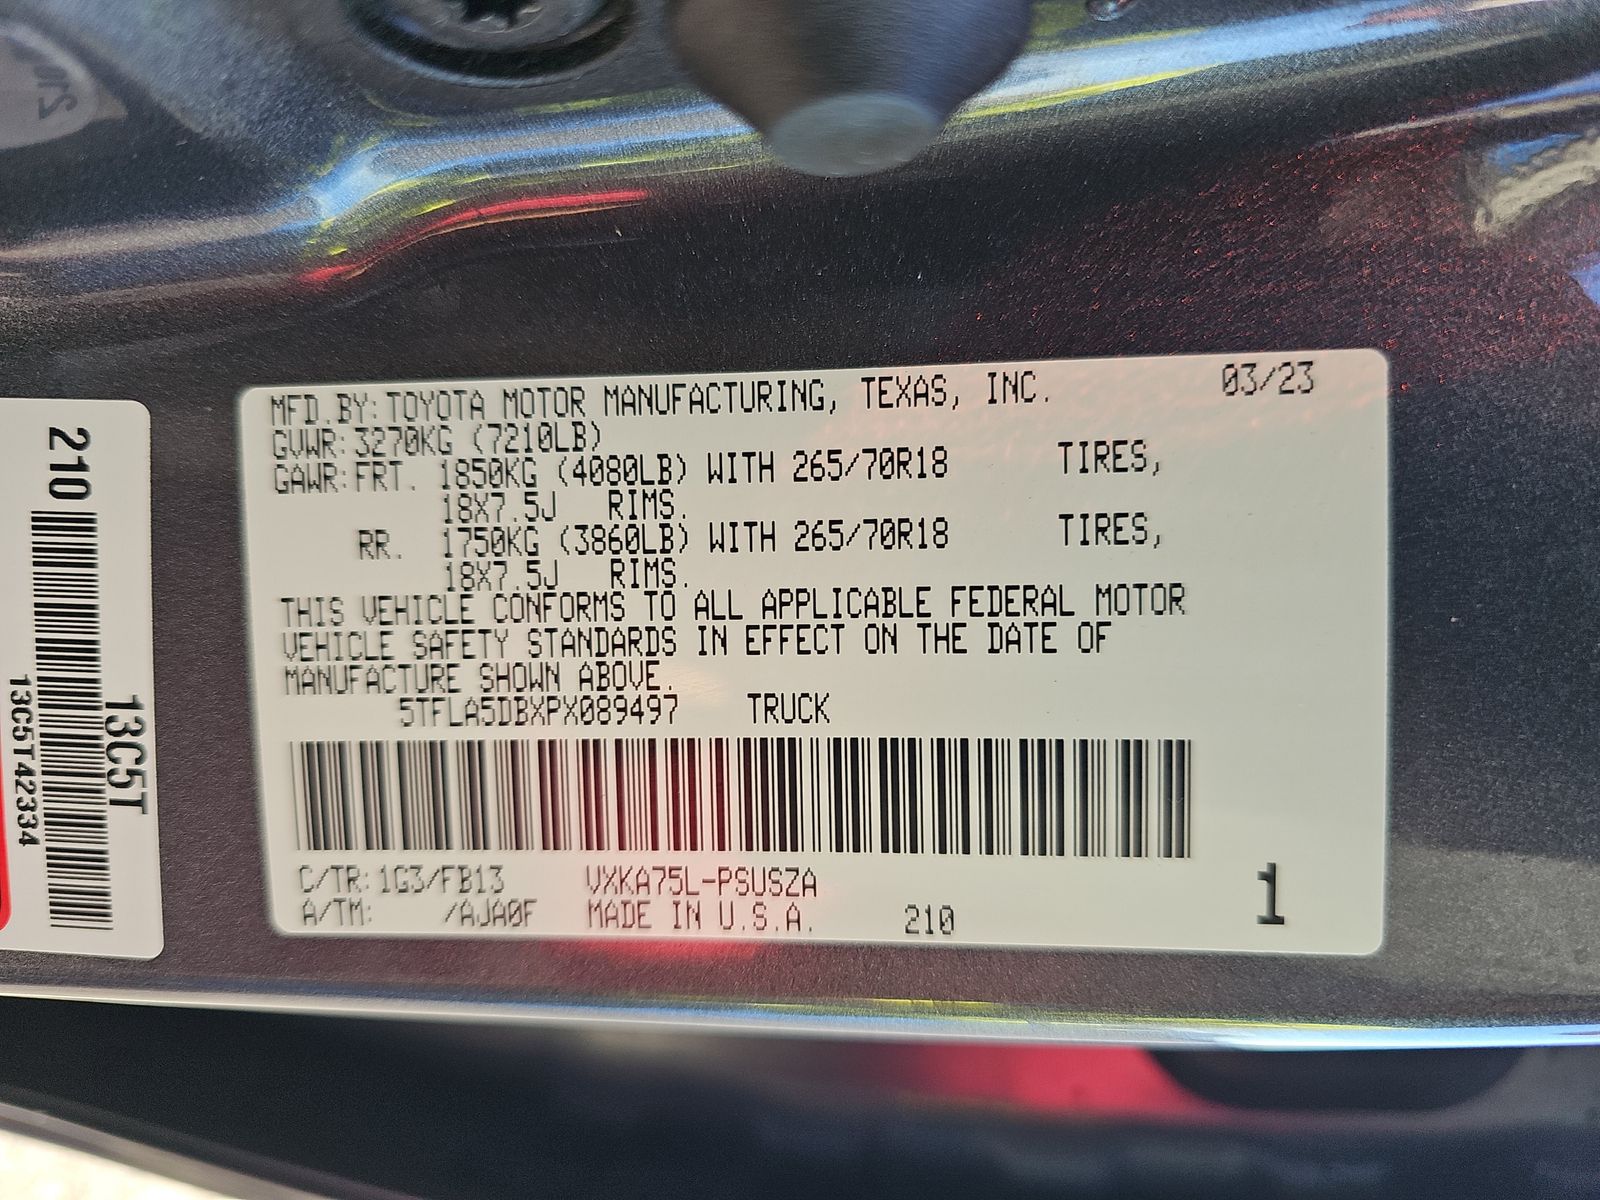 MFD.BY:TOYOTA MOTOR MANUFACTURING, TEXAS, INC. 03/23
GVWR:3270KG (7210LB)
GAWR:FRT. 1850KG (4080LB) WITH 265/70R18 TIRES,
18X7.5J RIMS.
RR. 1750KG (3860LB) WITH 265/70R18 TIRES,
18X7.5J RIMS.
THIS VEHICLE CONFORMS TO ALL APPLICABLE FEDERAL MOTOR
VEHICLE SAFETY STANDARDS IN EFFECT ON THE DATE OF
MANUFACTURE SHOWN ABOVE.
5TFLA5DBXPX089497 TRUCK
C/TR:1G3/FB13 VXKA75L-PSUSZA
A/TM: /AJA0F MADE IN U.S.A. 210 1
210
13C5T
13C5T42334